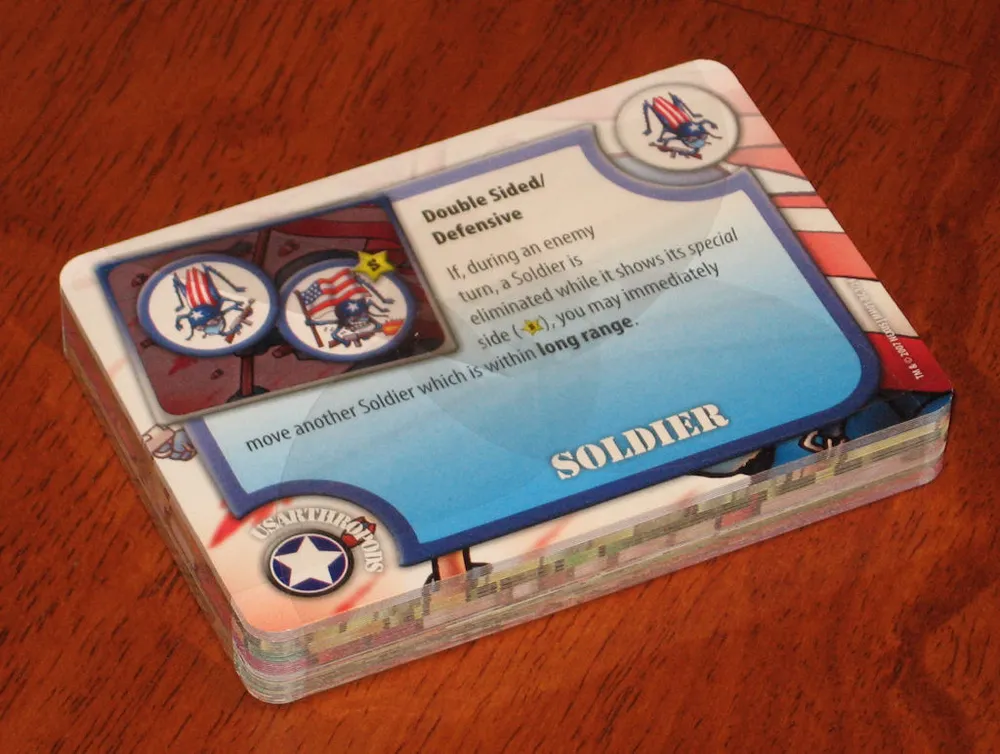 Double Sided/
Defensive
If, during an enemy
turn, a Soldier is
eliminated while it shows its special
side ( S ), you may immediately
move another Soldier which is within long range.
SOLDIER
USARTHROPODS
S